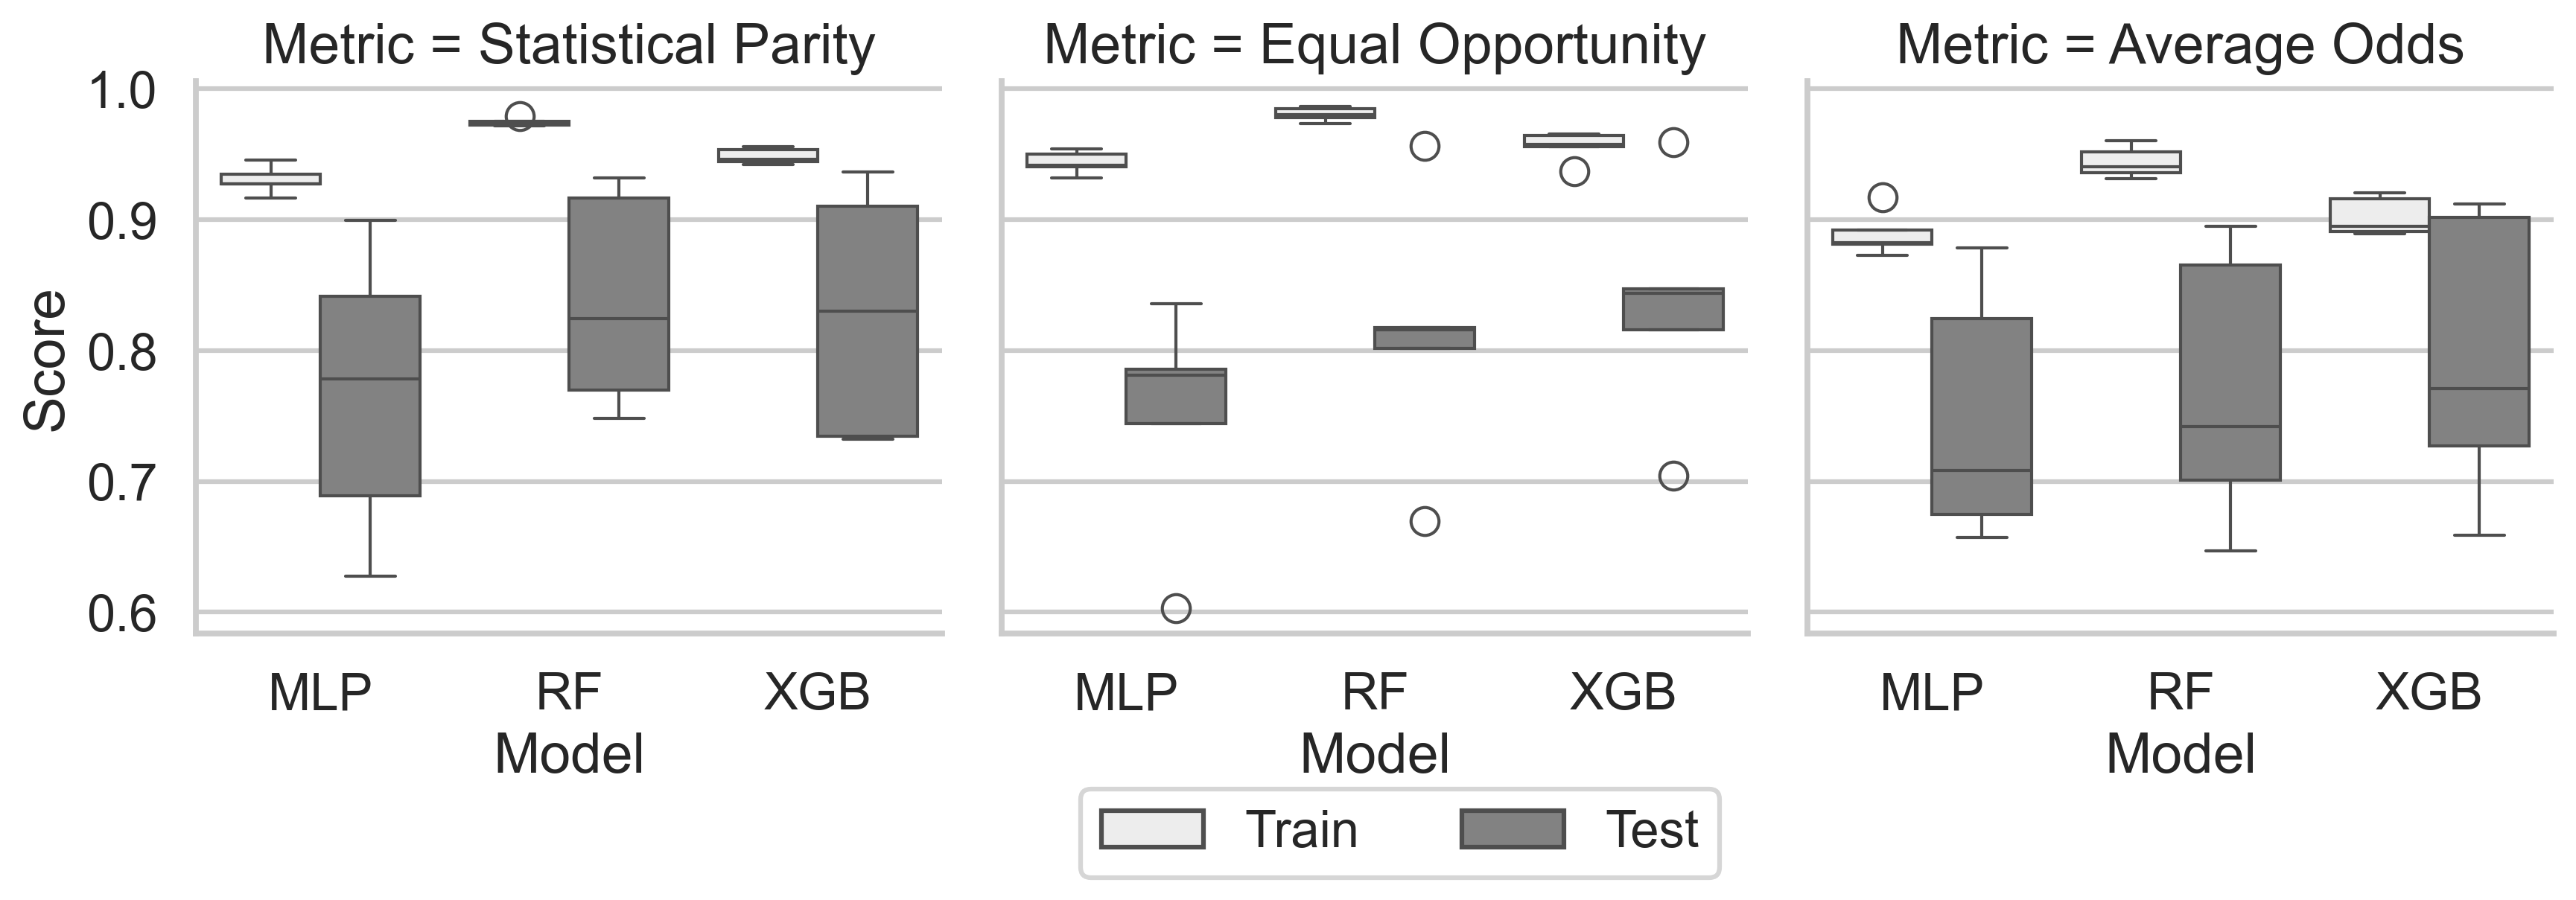 Metric = Statistical Parity
Metric = Equal Opportunity
Metric = Average Odds
Score
1.0
0.9
0.8
0.7
0.6
MLP RF XGB
MLP RF XGB
MLP RF XGB
Model
Model
Model
Train
Test